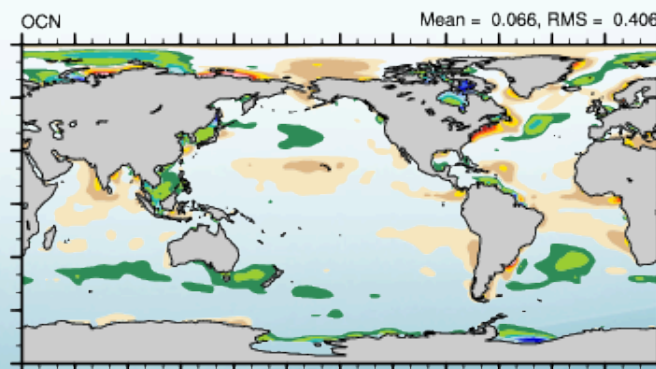 OCN
Mean = 0.066, RMS = 0.406